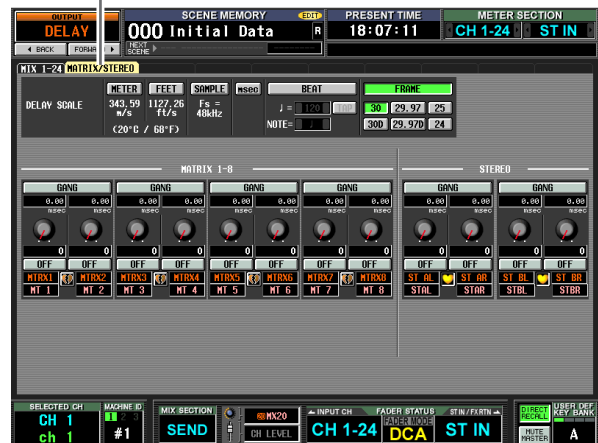 OUTPUT
DELAY
BACK
SCENE MEMORY
EDIT
000 Initial Data
R
NEXT SCENE
PRESENT TIME
18:07:11
METER SECTION
CH 1-24
ST IN
MIX 1-24
MATRIX/STEREO
DELAY SCALE
METER
FEET
SAMPLE
msec
BEAT
FRAME
343.59 m/s
1127.26 ft/s
Fs = 48kHz
(20°C / 68°F)
♩ = 120
TAP
NOTE=
30
29.97
25
30D
29.97D
24
MATRIX 1-8
STEREO
GANG GANG GANG GANG GANG GANG
0.00 0.00 0.00 0.00 0.00 0.00 0.00 0.00 0.00 0.00 0.00 0.00
msec msec msec msec msec msec msec msec msec msec msec msec
0 0 0 0 0 0 0 0 0 0 0 0
OFF OFF OFF OFF OFF OFF OFF OFF OFF OFF OFF OFF
MTRX1 MTRX2 MTRX3 MTRX4 MTRX5 MTRX6 MTRX7 MTRX8 ST AL ST AR ST BL ST BR
MT 1 MT 2 MT 3 MT 4 MT 5 MT 6 MT 7 MT 8 STAL STAR STBL STBR
SELECTED CH
CH 1
ch 1
MACHINE ID
1 2 3
#1
MIX SECTION
SEND
MX20
CH LEVEL
INPUT CH
CH 1-24
FADER STATUS
FADER MODE
DCA
ST IN/FXRTN
ST IN
DIRECT RECALL
MUTE MASTER
USER DEF KEY BANK
A